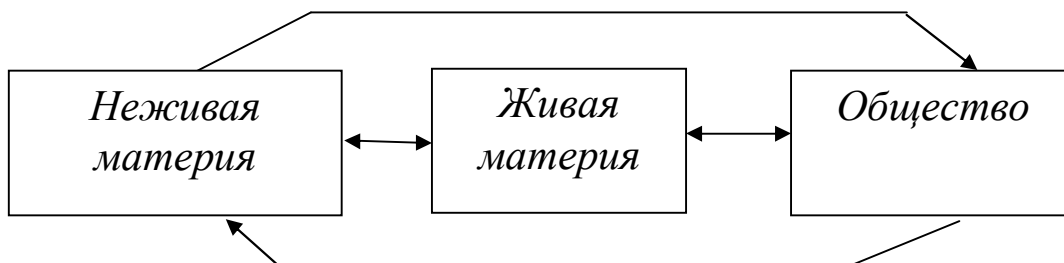 Неживая
материя
Живая
материя
Общество